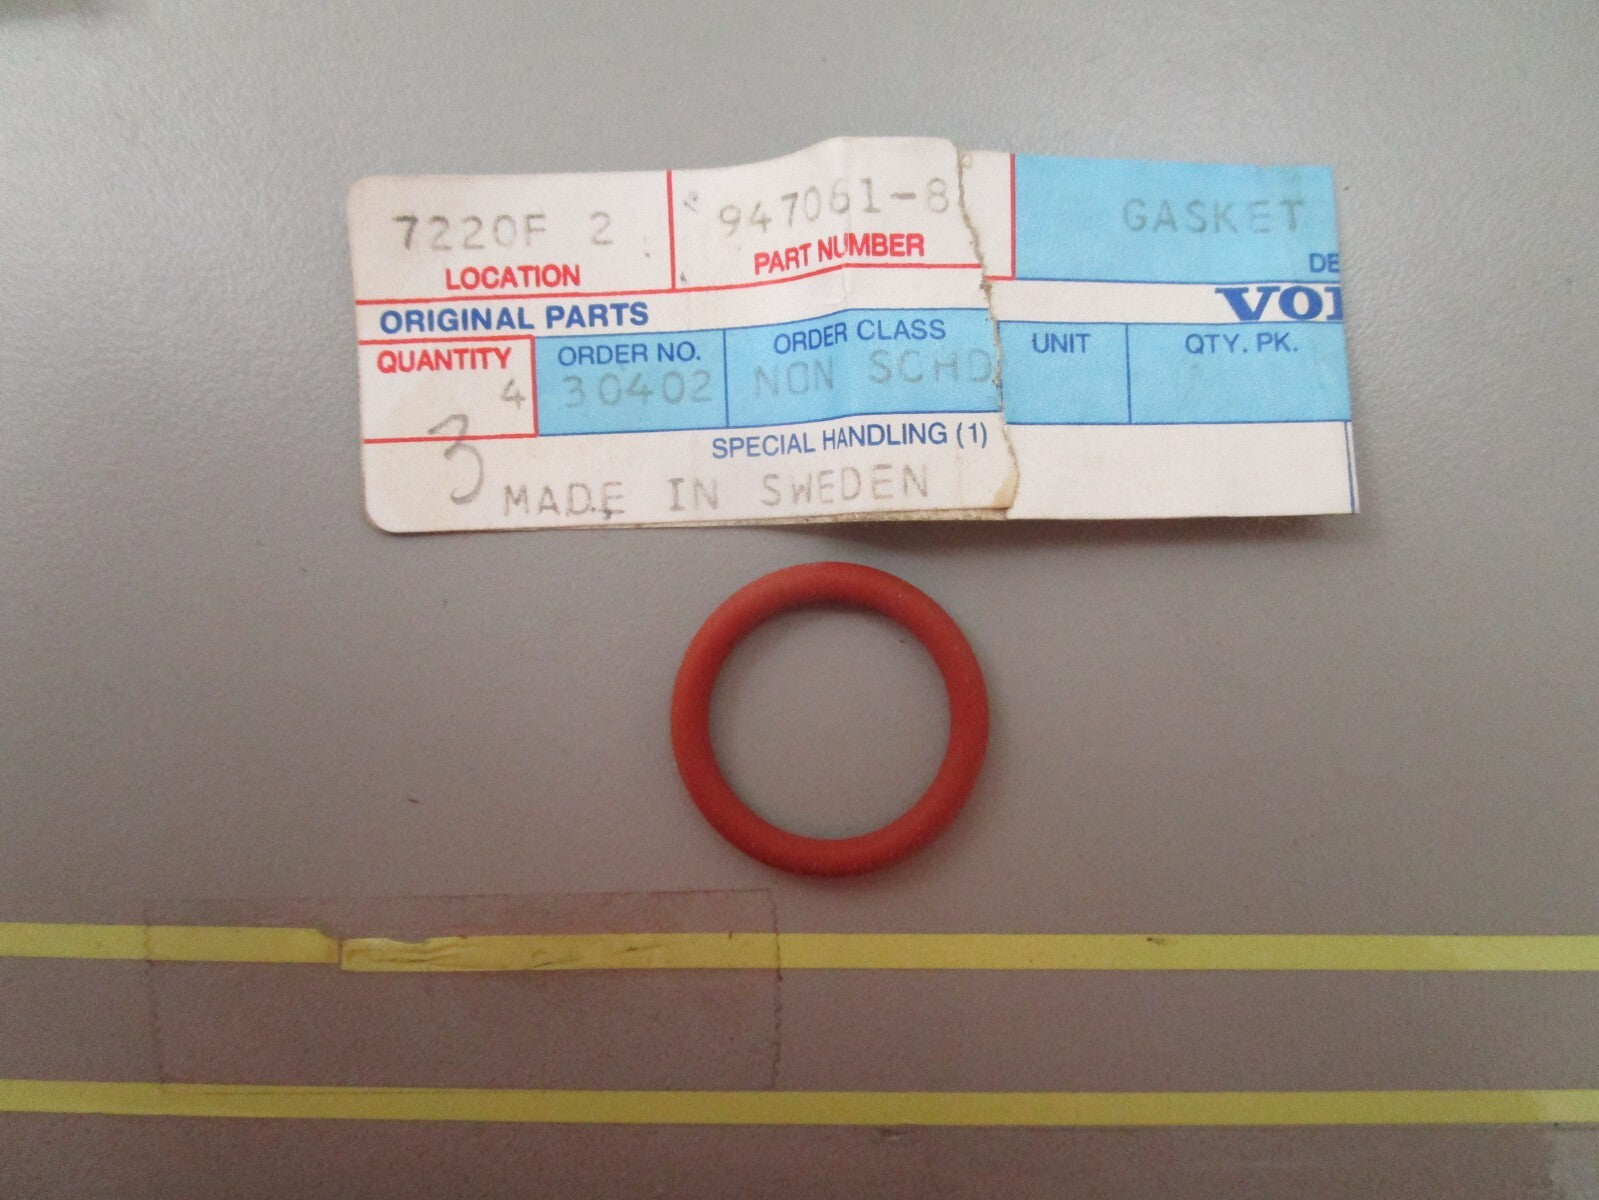 7220F 2 947061-8 GASKET
LOCATION PART NUMBER DE
ORIGINAL PARTS VOL
QUANTITY ORDER NO. ORDER CLASS UNIT QTY. PK.
4 30402 NON SCHD
3 SPECIAL HANDLING (1)
MADE IN SWEDEN